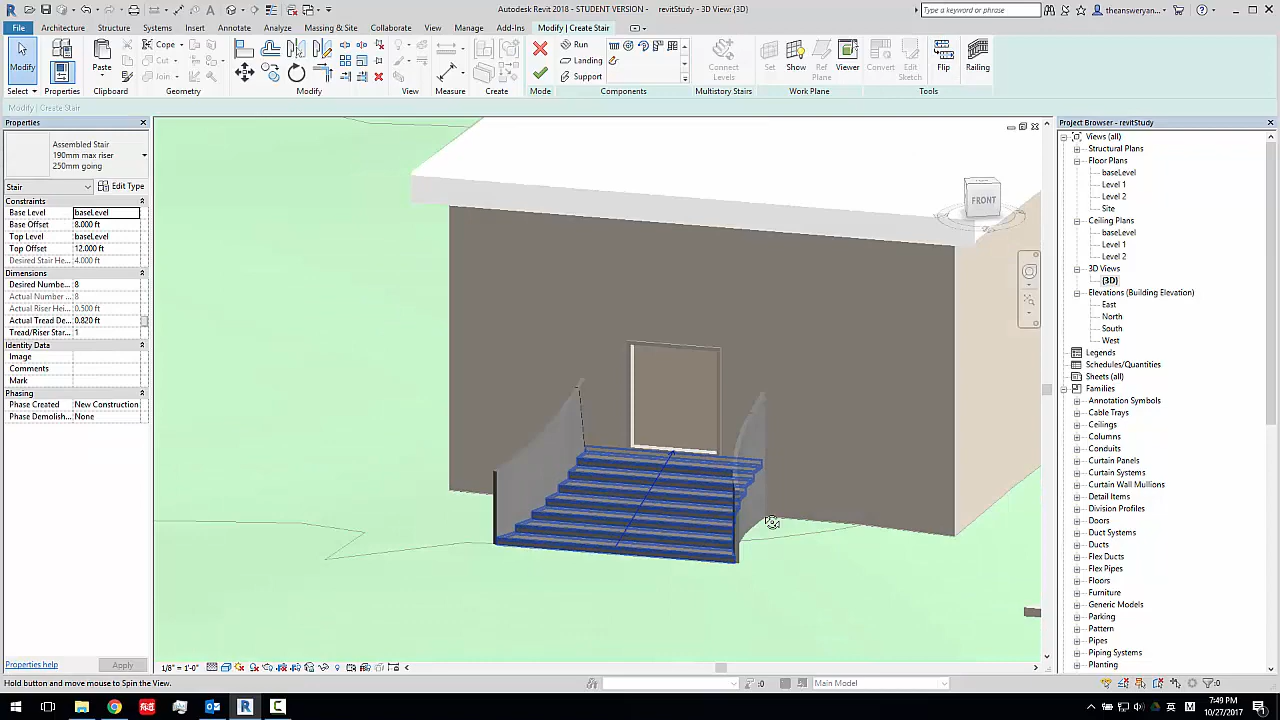 Autodesk Revit 2018 - STUDENT VERSION - revitStudy - 3D View: {3D}
Type a keyword or phrase
theansweryan
File Architecture Structure Systems Insert Annotate Analyze Massing & Site Collaborate View Manage Add-Ins Modify | Create Stair
Modify
Select
Properties
Paste
Clipboard
Cope
Cut
Join
Geometry
Modify
View
Measure
Create
Mode
Run
Landing
Support
Components
Connect Levels
Multistory Stairs
Set
Show
Ref Plane
Viewer
Work Plane
Convert
Edit Sketch
Flip
Railing
Tools
Modify | Create Stair
Properties
Assembled Stair
190mm max riser
250mm going
Stair
Edit Type
Constraints
Base Level baseLevel
Base Offset 8.000 ft
Top Level baseLevel
Top Offset 12.000 ft
Desired Stair He... 4.000 ft
Dimensions
Desired Numbe... 8
Actual Number ... 8
Actual Riser Hei... 0.500 ft
Actual Tread De... 0.820 ft
Tread/Riser Star... 1
Identity Data
Image
Comments
Mark
Phasing
Phase Created New Construction
Phase Demolish... None
Properties help
Apply
FRONT
Project Browser - revitStudy
Views (all)
Structural Plans
Floor Plans
baseLevel
Level 1
Level 2
Site
Ceiling Plans
baseLevel
Level 1
Level 2
3D Views
{3D}
Elevations (Building Elevation)
East
North
South
West
Legends
Schedules/Quantities
Sheets (all)
Families
Annotation Symbols
Cable Trays
Ceilings
Columns
Curtain Panels
Curtain Systems
Curtain Wall Mullions
Detail Items
Division Profiles
Doors
Duct Systems
Ducts
Flex Ducts
Flex Pipes
Floors
Furniture
Generic Models
Parking
Pattern
Pipes
Piping Systems
Planting
1/8" = 1'-0"
Hold button and move mouse to Spin the View.
:0
Main Model
:0
7:49 PM
10/27/2017